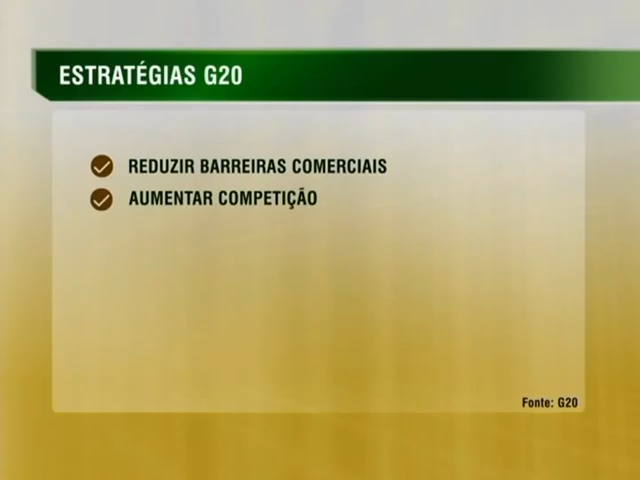 ESTRATÉGIAS G20
REDUZIR BARREIRAS COMERCIAIS
AUMENTAR COMPETIÇÃO
Fonte: G20